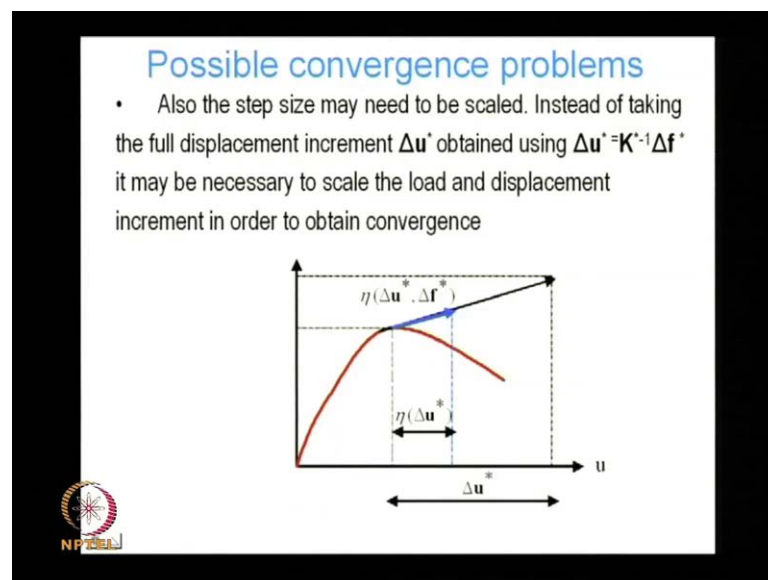 Possible convergence problems
• Also the step size may need to be scaled. Instead of taking
the full displacement increment Δu* obtained using Δu* =K*-1Δf *
it may be necessary to scale the load and displacement
increment in order to obtain convergence
η(Δu*, Δf*)
η(Δu*)
u
Δu*
NPTEL